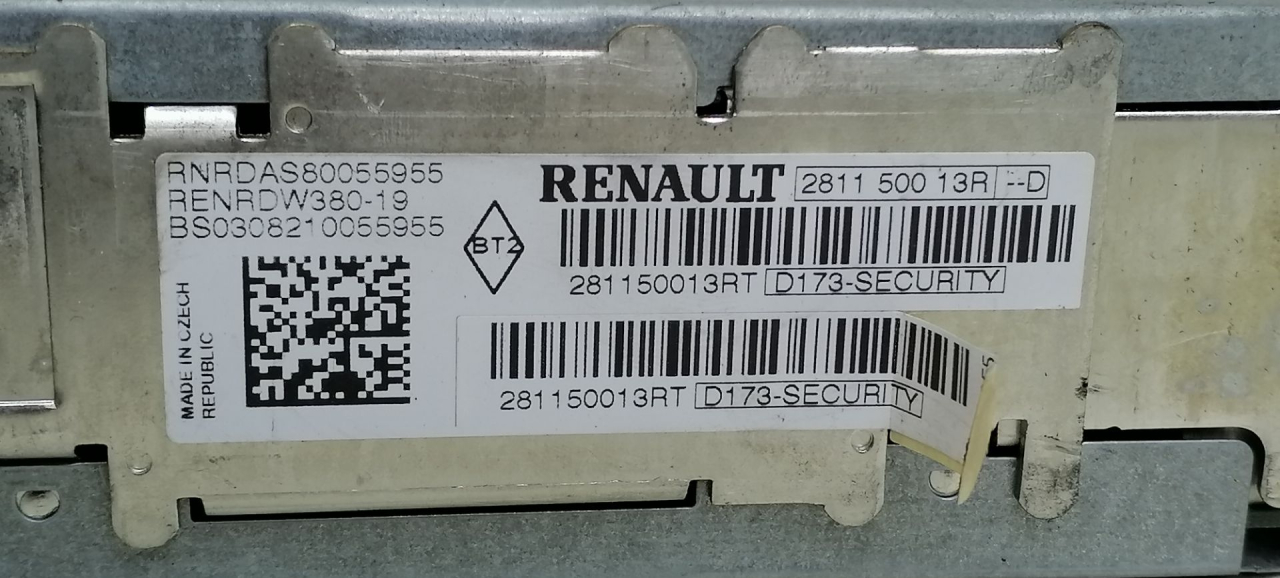 RNRDAS80055955
RENRDW380-19
BS0308210055955
RENAULT 2811 500 13R --D
BT2
281150013RT D173-SECURITY
MADE IN CZECH
REPUBLIC
281150013RT D173-SECURITY